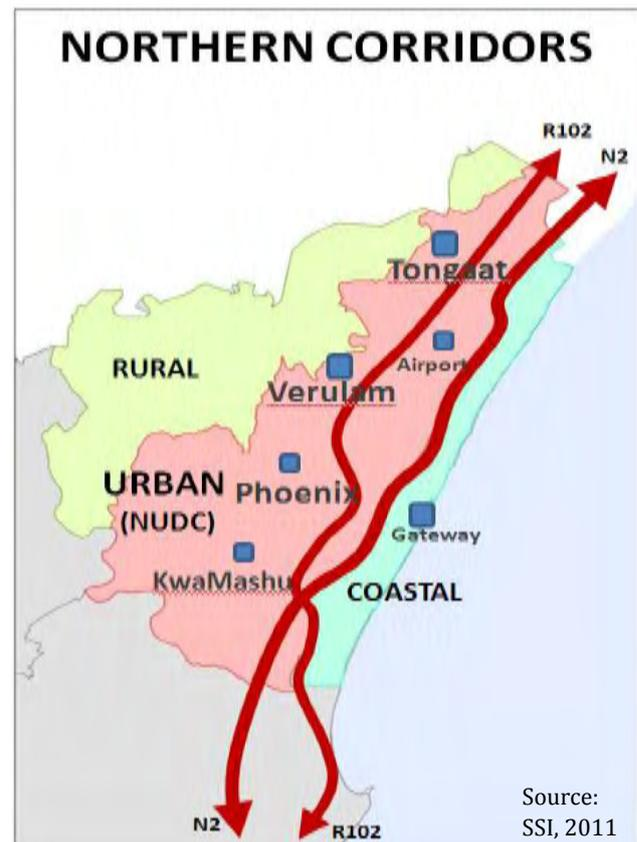 NORTHERN CORRIDORS
R102
N2
Tongaat
Airport
RURAL
Verulam
URBAN
(NUDC)
Phoenix
Gateway
KwaMashu
COASTAL
N2
R102
Source:
SSI, 2011